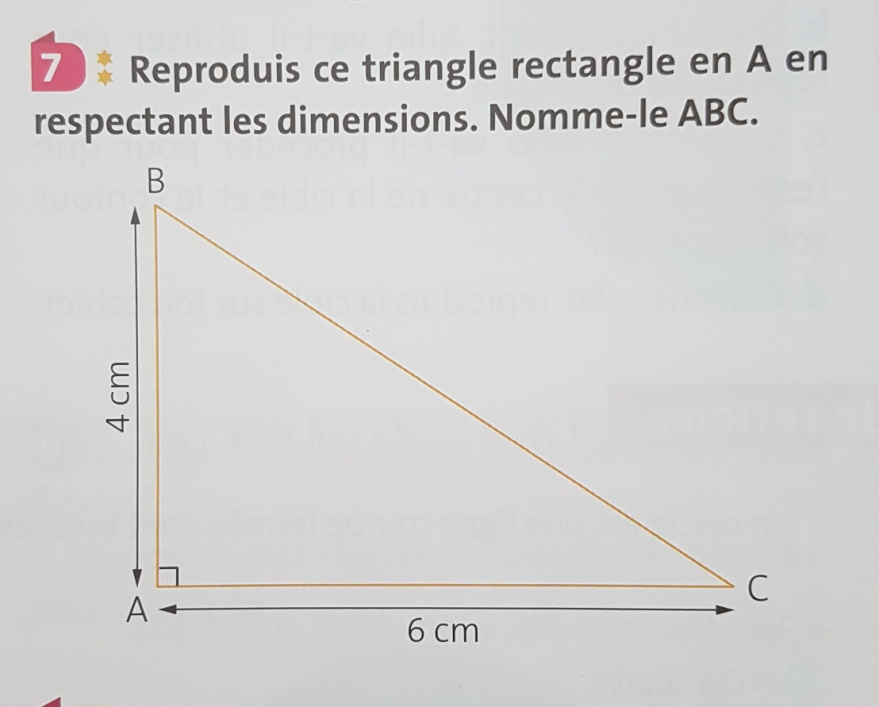 7 Reproduis ce triangle rectangle en A en
respectant les dimensions. Nomme-le ABC.
B
4 cm
A
C
6 cm